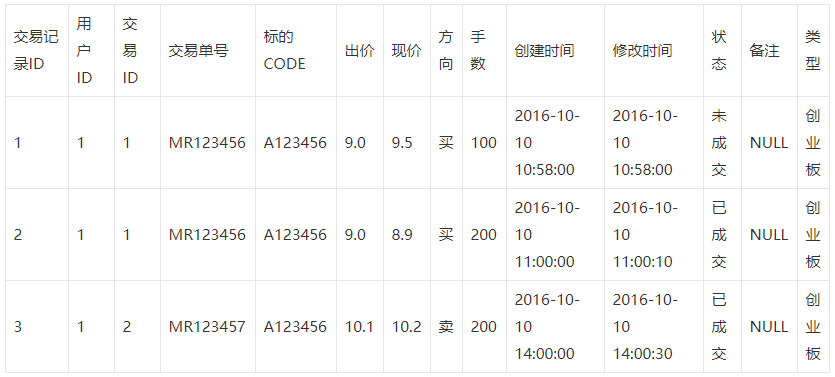 交易记录ID 用户ID 交易ID 交易单号 标的CODE 出价 现价 方向 手数 创建时间 修改时间 状态 备注 类型
1 1 1 MR123456 A123456 9.0 9.5 买 100 2016-10-10 10:58:00 2016-10-10 10:58:00 未成交 NULL 创业板
2 1 1 MR123456 A123456 9.0 8.9 买 200 2016-10-10 11:00:00 2016-10-10 11:00:10 已成交 NULL 创业板
3 1 2 MR123457 A123456 10.1 10.2 卖 200 2016-10-10 14:00:00 2016-10-10 14:00:30 已成交 NULL 创业板